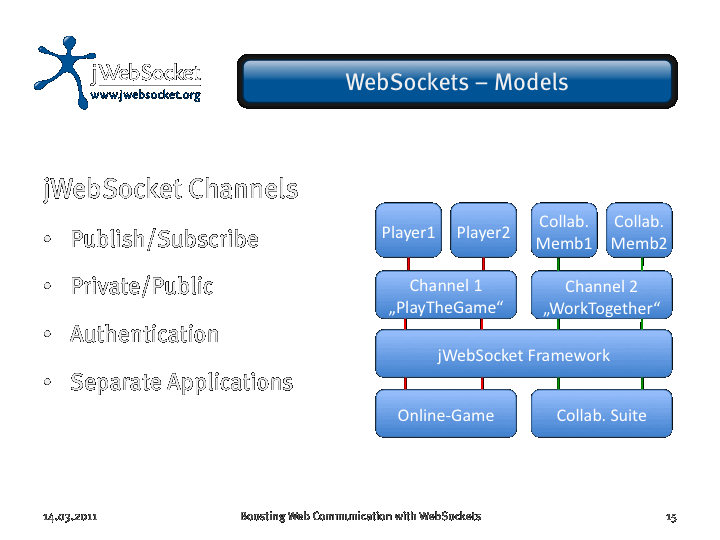 jWebSocket
www.jwebsocket.org
WebSockets – Models
jWebSocket Channels
• Publish/Subscribe
• Private/Public
• Authentication
• Separate Applications
Player1
Player2
Collab.
Memb1
Collab.
Memb2
Channel 1
„PlayTheGame“
Channel 2
„WorkTogether“
jWebSocket Framework
Online-Game
Collab. Suite
14.03.2011
Boosting Web Communication with WebSockets
15